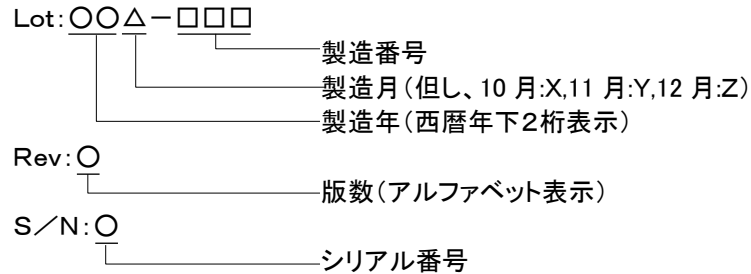 Lot:○○△－□□□
製造番号
製造月(但し、10 月:X,11 月:Y,12 月:Z)
製造年(西暦年下２桁表示)
Rev:○
版数(アルファベット表示)
S／N:○
シリアル番号